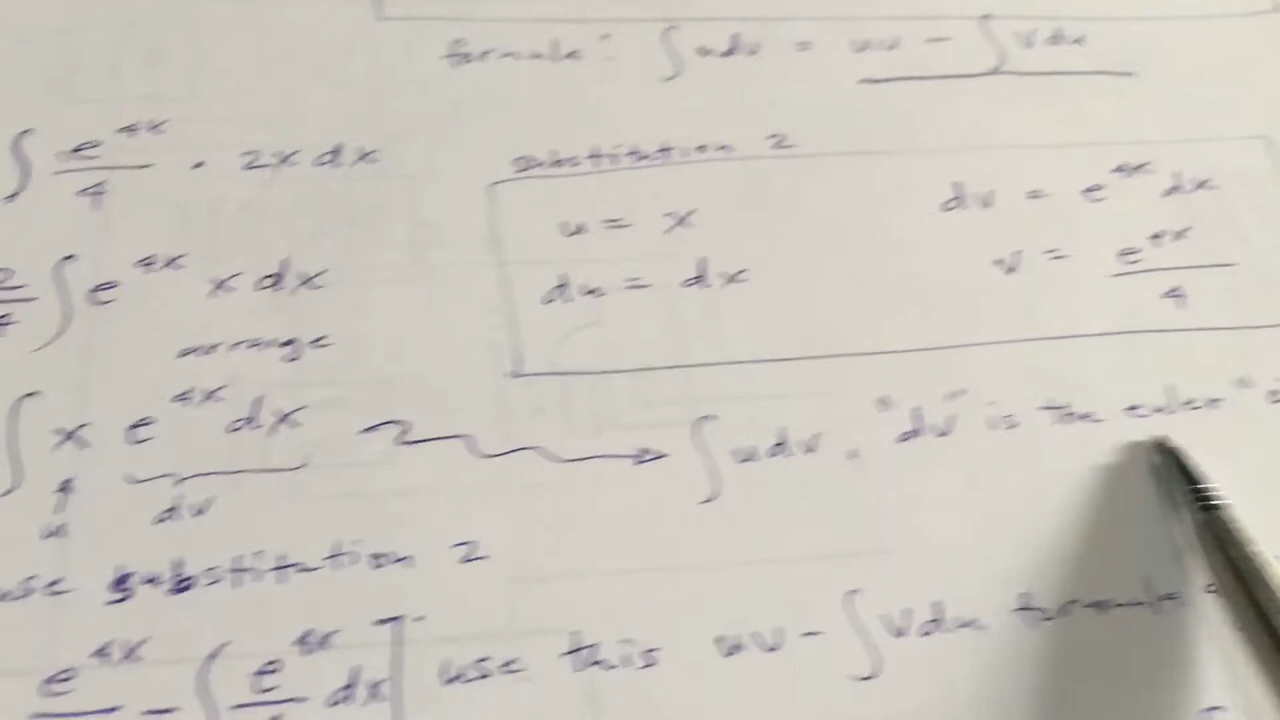 formula: ∫udv = uv - ∫vdu
∫ e^4x/4 · 2x dx
substitution 2
u = x dv = e^4x dx
du = dx v = e^4x/4
2/4 ∫e^4x x dx
arrange
∫ x e^4x dx → ∫udv, "dv" is the euler"
u dv
use substitution 2
e^4x - ∫ e^4x dx] use this uv - ∫vdu formula